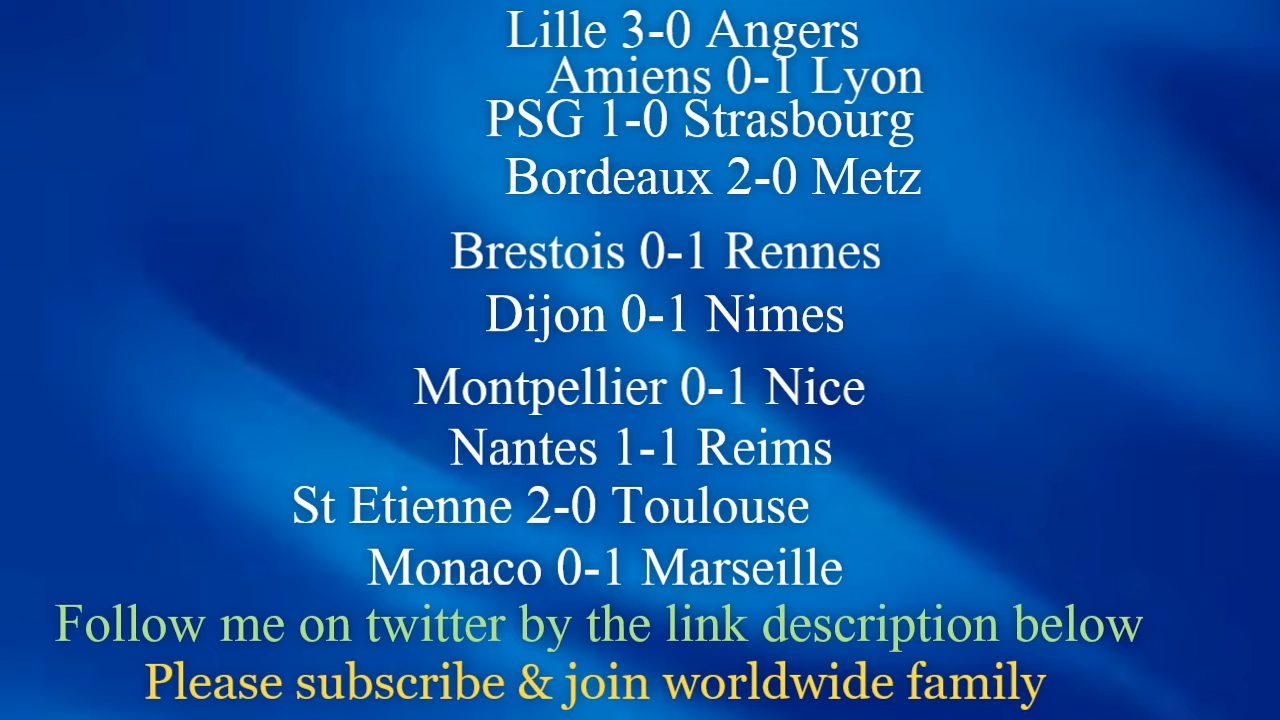 Lille 3-0 Angers
Amiens 0-1 Lyon
PSG 1-0 Strasbourg
Bordeaux 2-0 Metz
Brestois 0-1 Rennes
Dijon 0-1 Nimes
Montpellier 0-1 Nice
Nantes 1-1 Reims
St Etienne 2-0 Toulouse
Monaco 0-1 Marseille
Follow me on twitter by the link description below
Please subscribe & join worldwide family